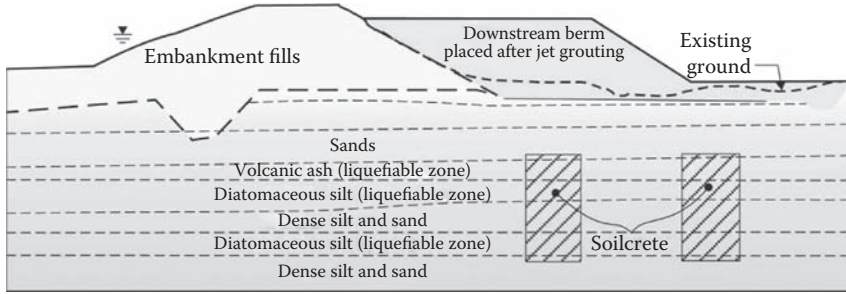 Downstream berm
placed after jet grouting
Existing
ground
Embankment fills
Sands
Volcanic ash (liquefiable zone)
Diatomaceous silt (liquefiable zone)
Dense silt and sand
Diatomaceous silt (liquefiable zone)
Soilcrete
Dense silt and sand